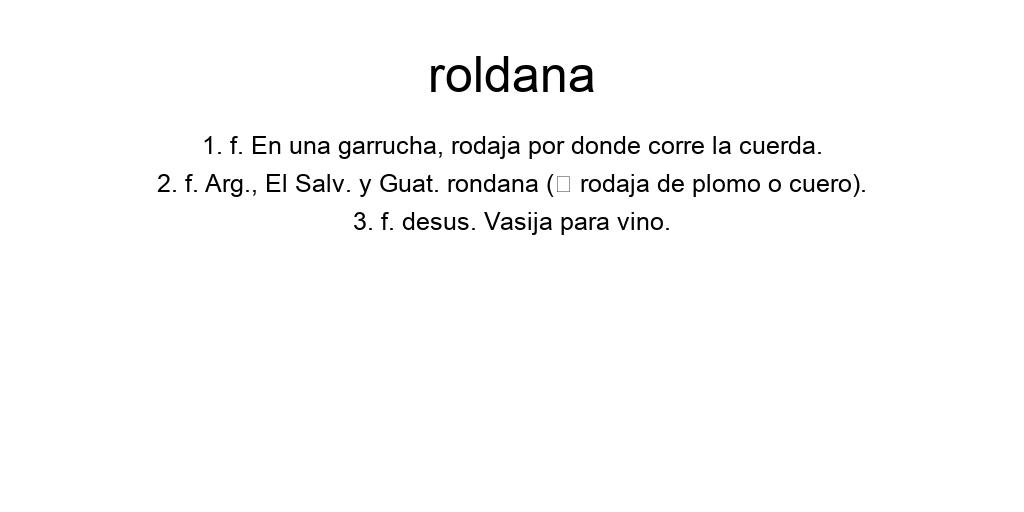 roldana
1. f. En una garrucha, rodaja por donde corre la cuerda.
2. f. Arg., El Salv. y Guat. rondana (□ rodaja de plomo o cuero).
3. f. desus. Vasija para vino.